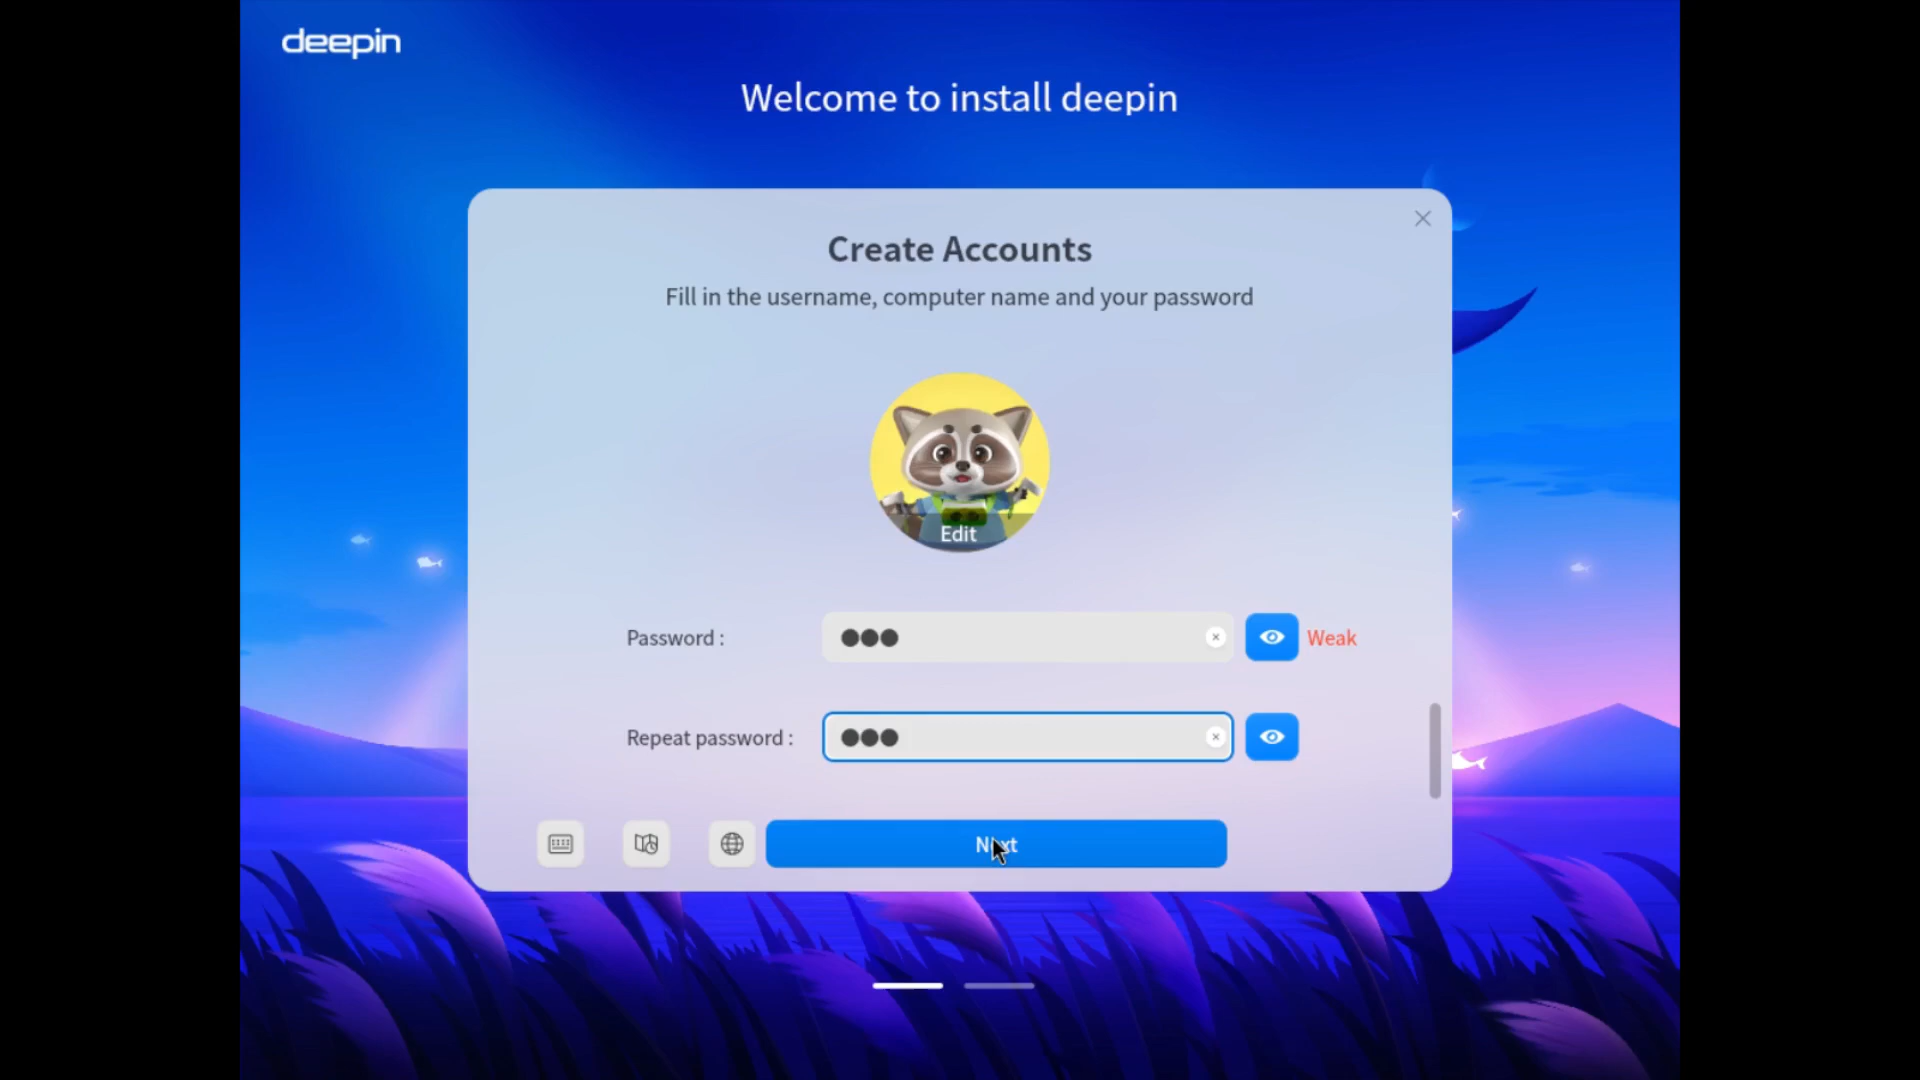 deepin
Welcome to install deepin
Create Accounts
Fill in the username, computer name and your password
Edit
Password :
Weak
Repeat password :
Next